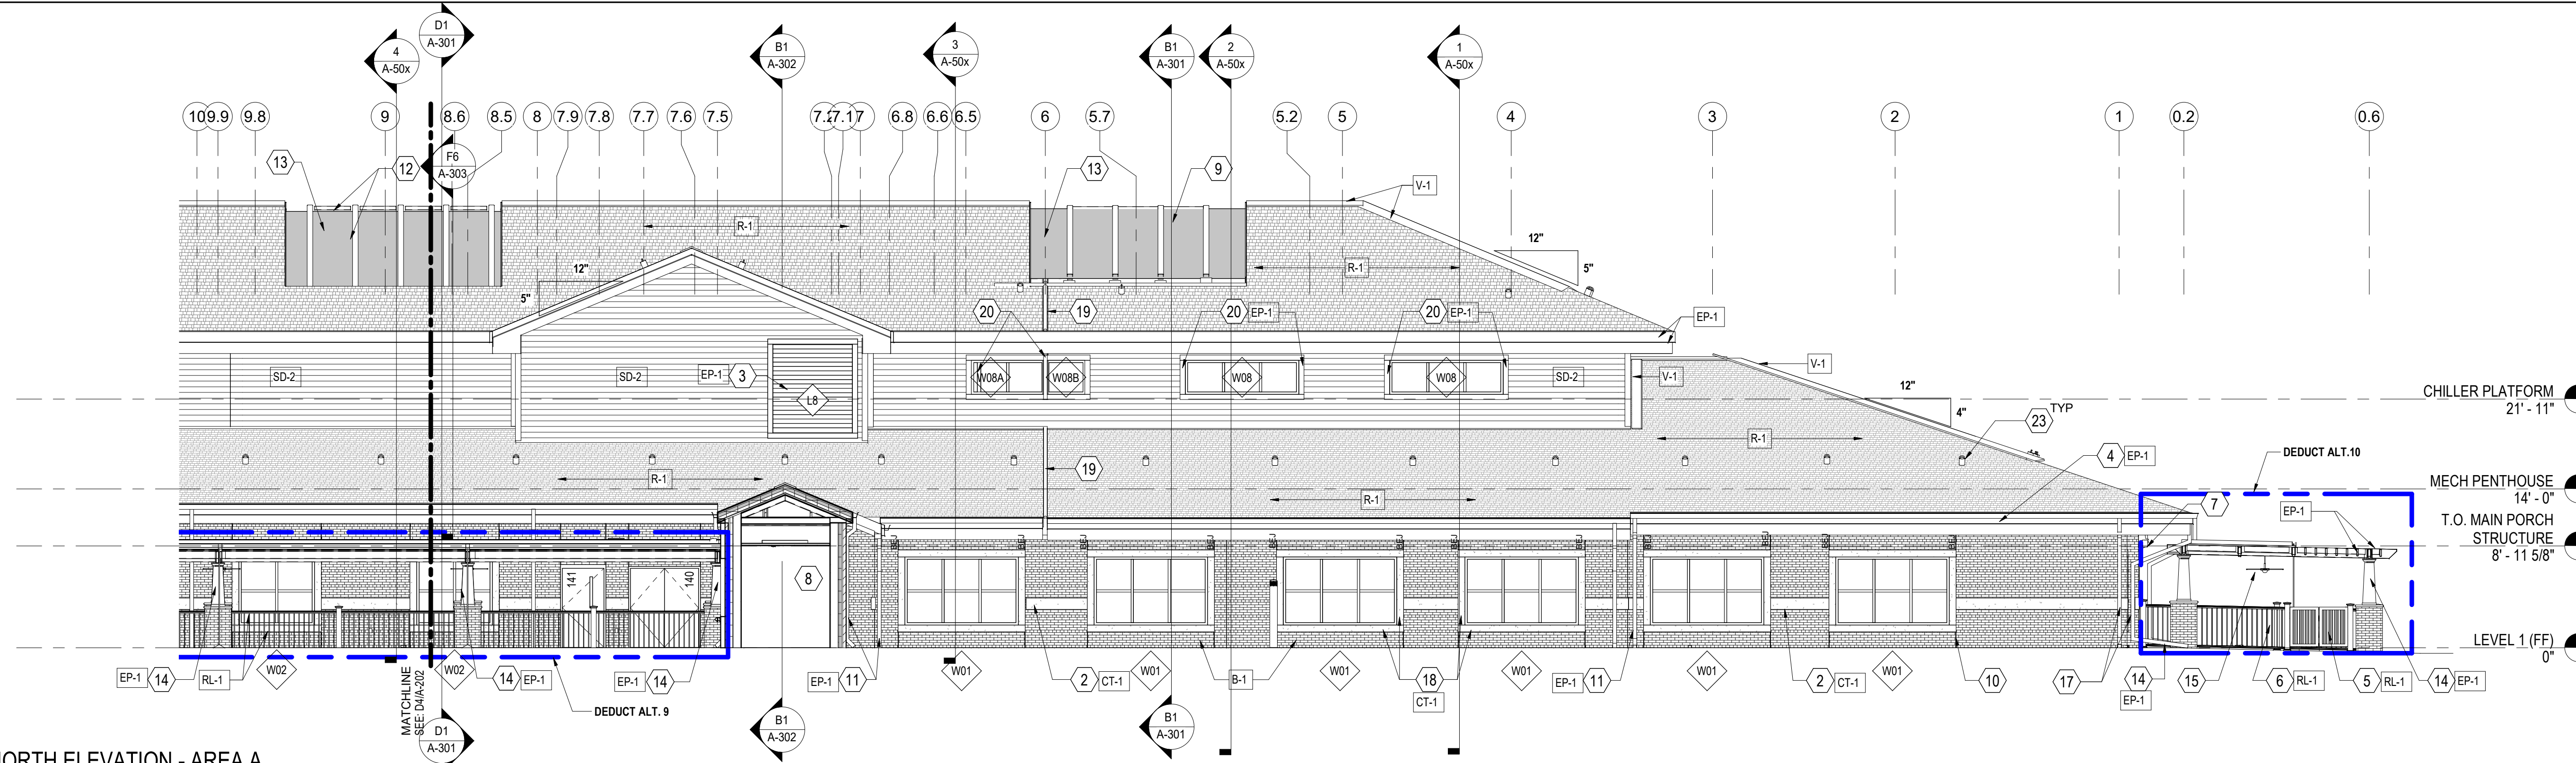 D1
A-301
4
A-50x
B1
A-302
3
A-50x
B1
A-301
2
A-50x
1
A-50x
10 9.9 9.8 9 8.6 8.5 8 7.9 7.8 7.7 7.6 7.5 7.2 7.1 7 6.8 6.6 6.5 6 5.7 5.2 5 4 3 2 1 0.2 0.6
F6
A-303
13 12 13 9 V-1
R-1
12"
5"
R-1
12"
5"
20 19 20 EP-1 20 EP-1 EP-1
SD-2 SD-2 EP-1 3 W08A W08B W08 W08 SD-2 V-1 V-1
L8
12"
4"
CHILLER PLATFORM
21' - 11"
23 TYP
R-1
19
4 EP-1
DEDUCT ALT.10
R-1
R-1
MECH PENTHOUSE
14' - 0"
7 EP-1
T.O. MAIN PORCH
STRUCTURE
8' - 11 5/8"
141 140 8
LEVEL 1 (FF)
0"
W02 W02 W01 W01 W01 W01 W01 W01
EP-1 14 RL-1 14 EP-1 EP-1 14 EP-1 11 2 CT-1 B-1 18 EP-1 11 2 CT-1 10 17 14 15 6 RL-1 5 RL-1 14 EP-1
CT-1
EP-1
MATCHLINE
SEE: D4/A-202
DEDUCT ALT. 9
D1
A-301
B1
A-302
B1
A-301
NORTH ELEVATION - AREA A